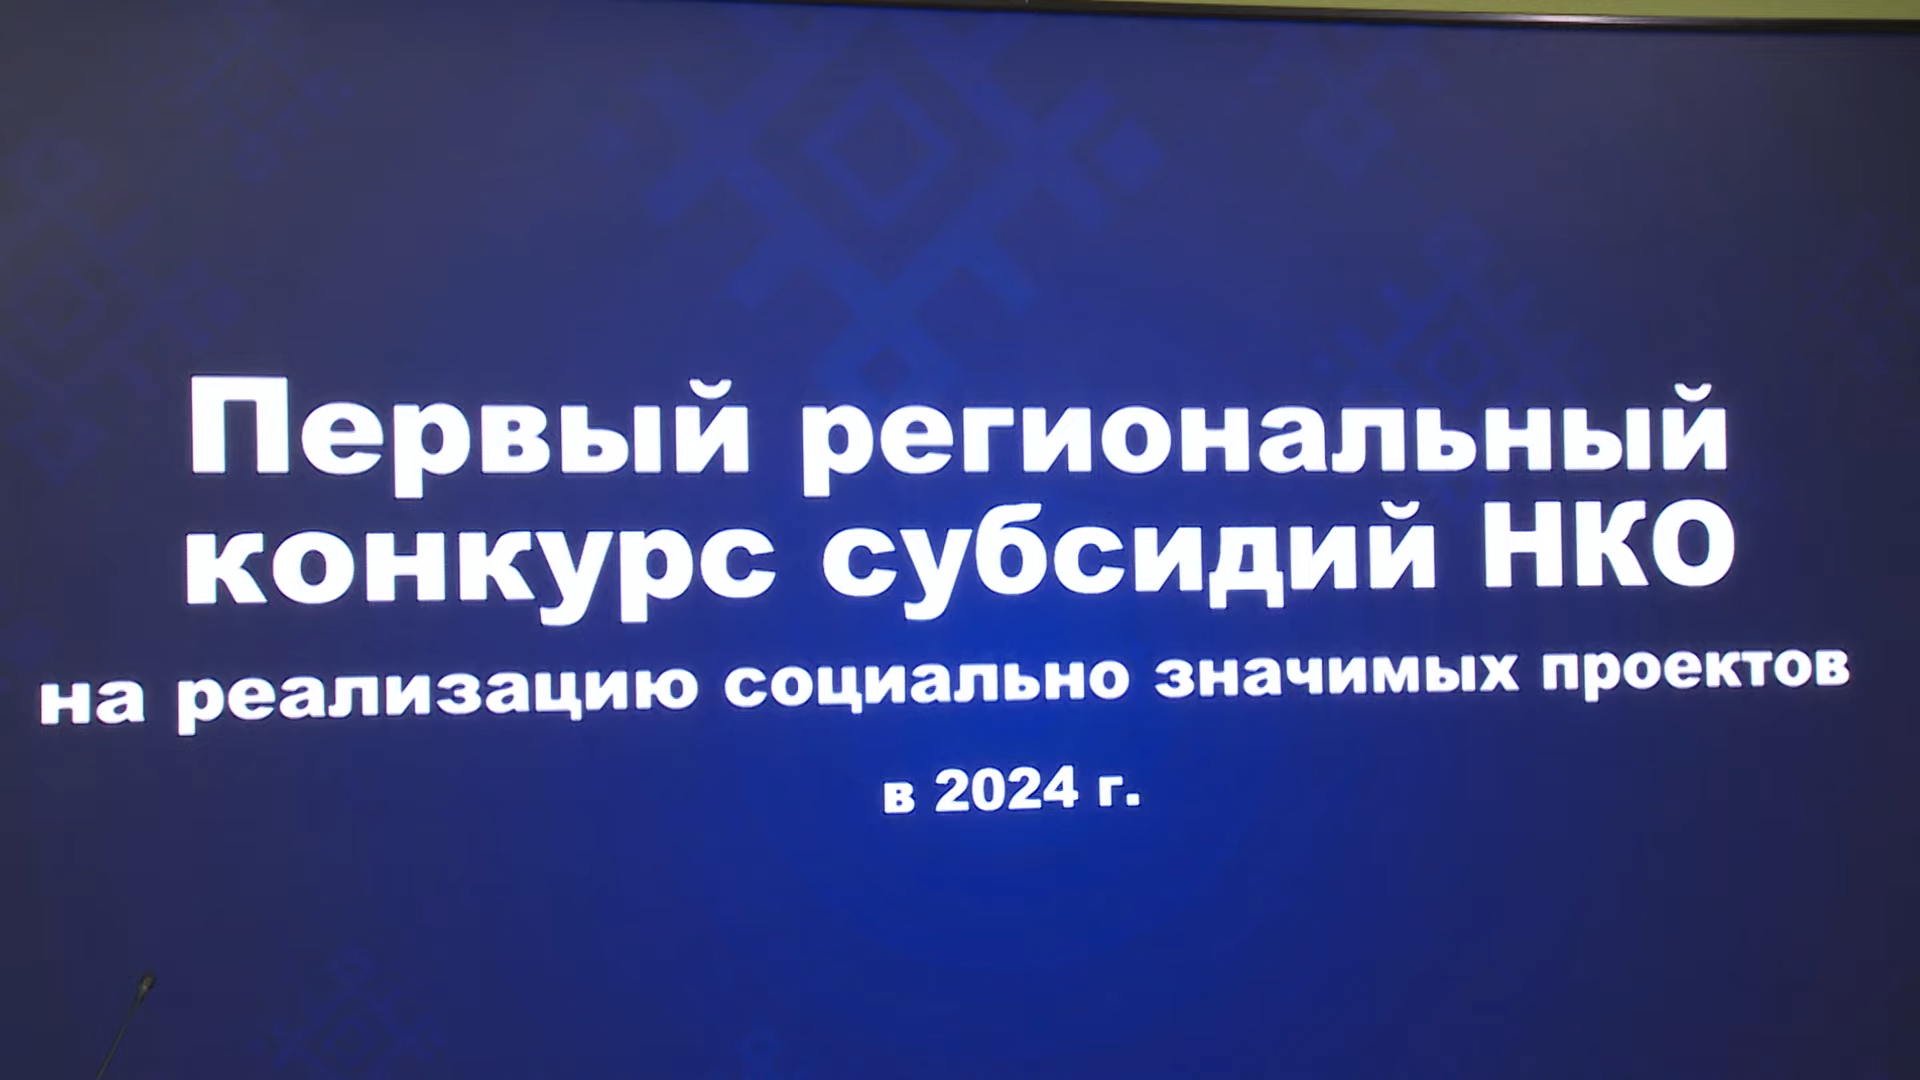 Первый региональный
конкурс субсидий НКО
на реализацию социально значимых проектов
в 2024 г.